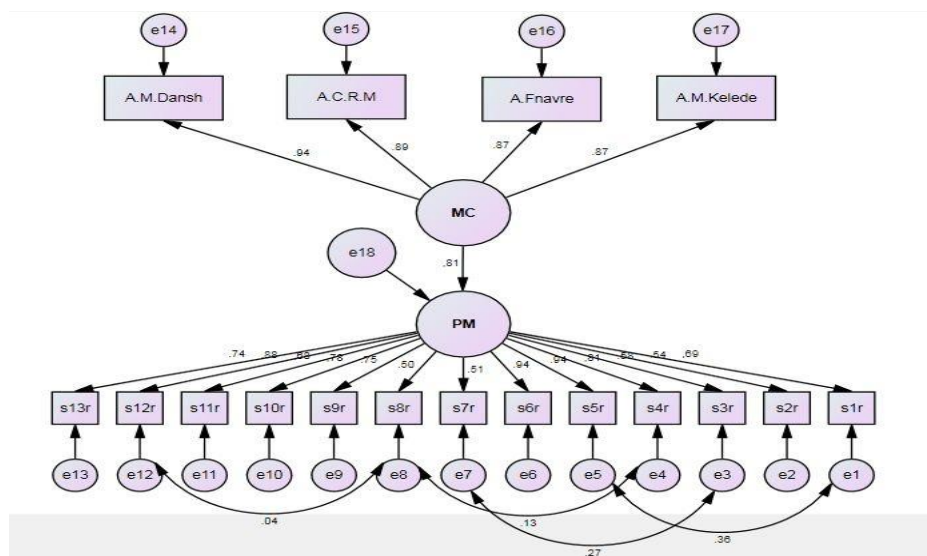 e14 e15 e16 e17
A.M.Dansh A.C.R.M A.Fnavre A.M.Kelede
.94 .89 .87 .87
MC
e18 .81
PM
.74 .88 .78 .75 .50 .51 .94 .94 .81 .54 .69
s13r s12r s11r s10r s9r s8r s7r s6r s5r s4r s3r s2r s1r
e13 e12 e11 e10 e9 e8 e7 e6 e5 e4 e3 e2 e1
.04 .13 .27 .36